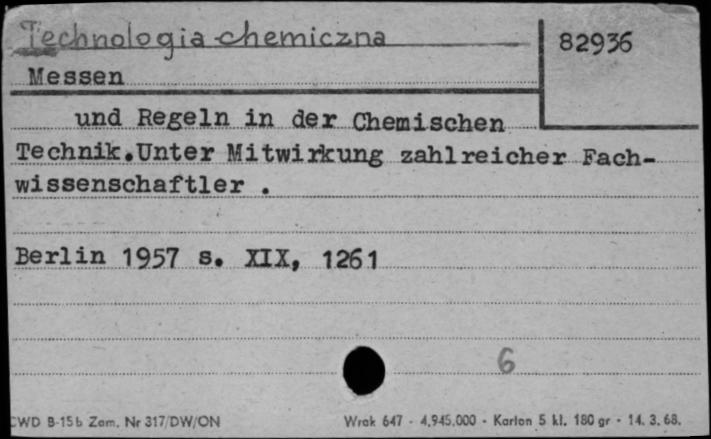 Technologia chemiczna
82936
Messen
und Regeln in der Chemischen
Technik.Unter Mitwirkung zahlreicher Fach-
wissenschaftler .
Berlin 1957 s. XIX, 1261
6
CWD B-15b Zam. Nr 317/DW/ON
Wrak 647 - 4.945.000 - Karton 5 kl. 180 gr - 14. 3. 68.